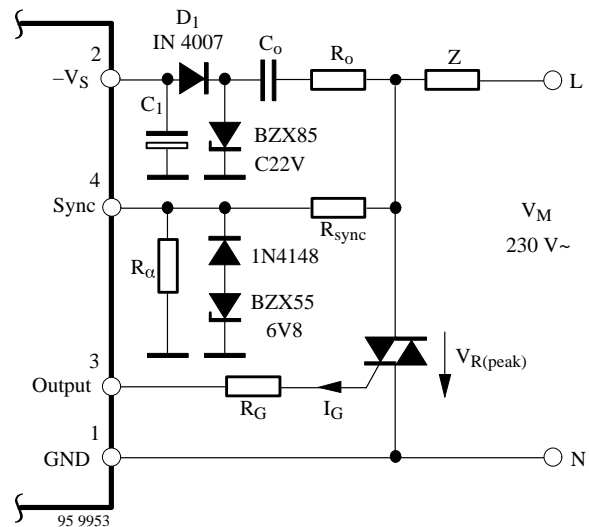 D1
IN 4007
2
–VS
Co
Ro
Z
L
C1
BZX85
C22V
4
Sync
Rsync
VM
230 V~
Rα
1N4148
BZX55
6V8
3
VR(peak)
Output
RG
IG
1
GND
N
95 9953